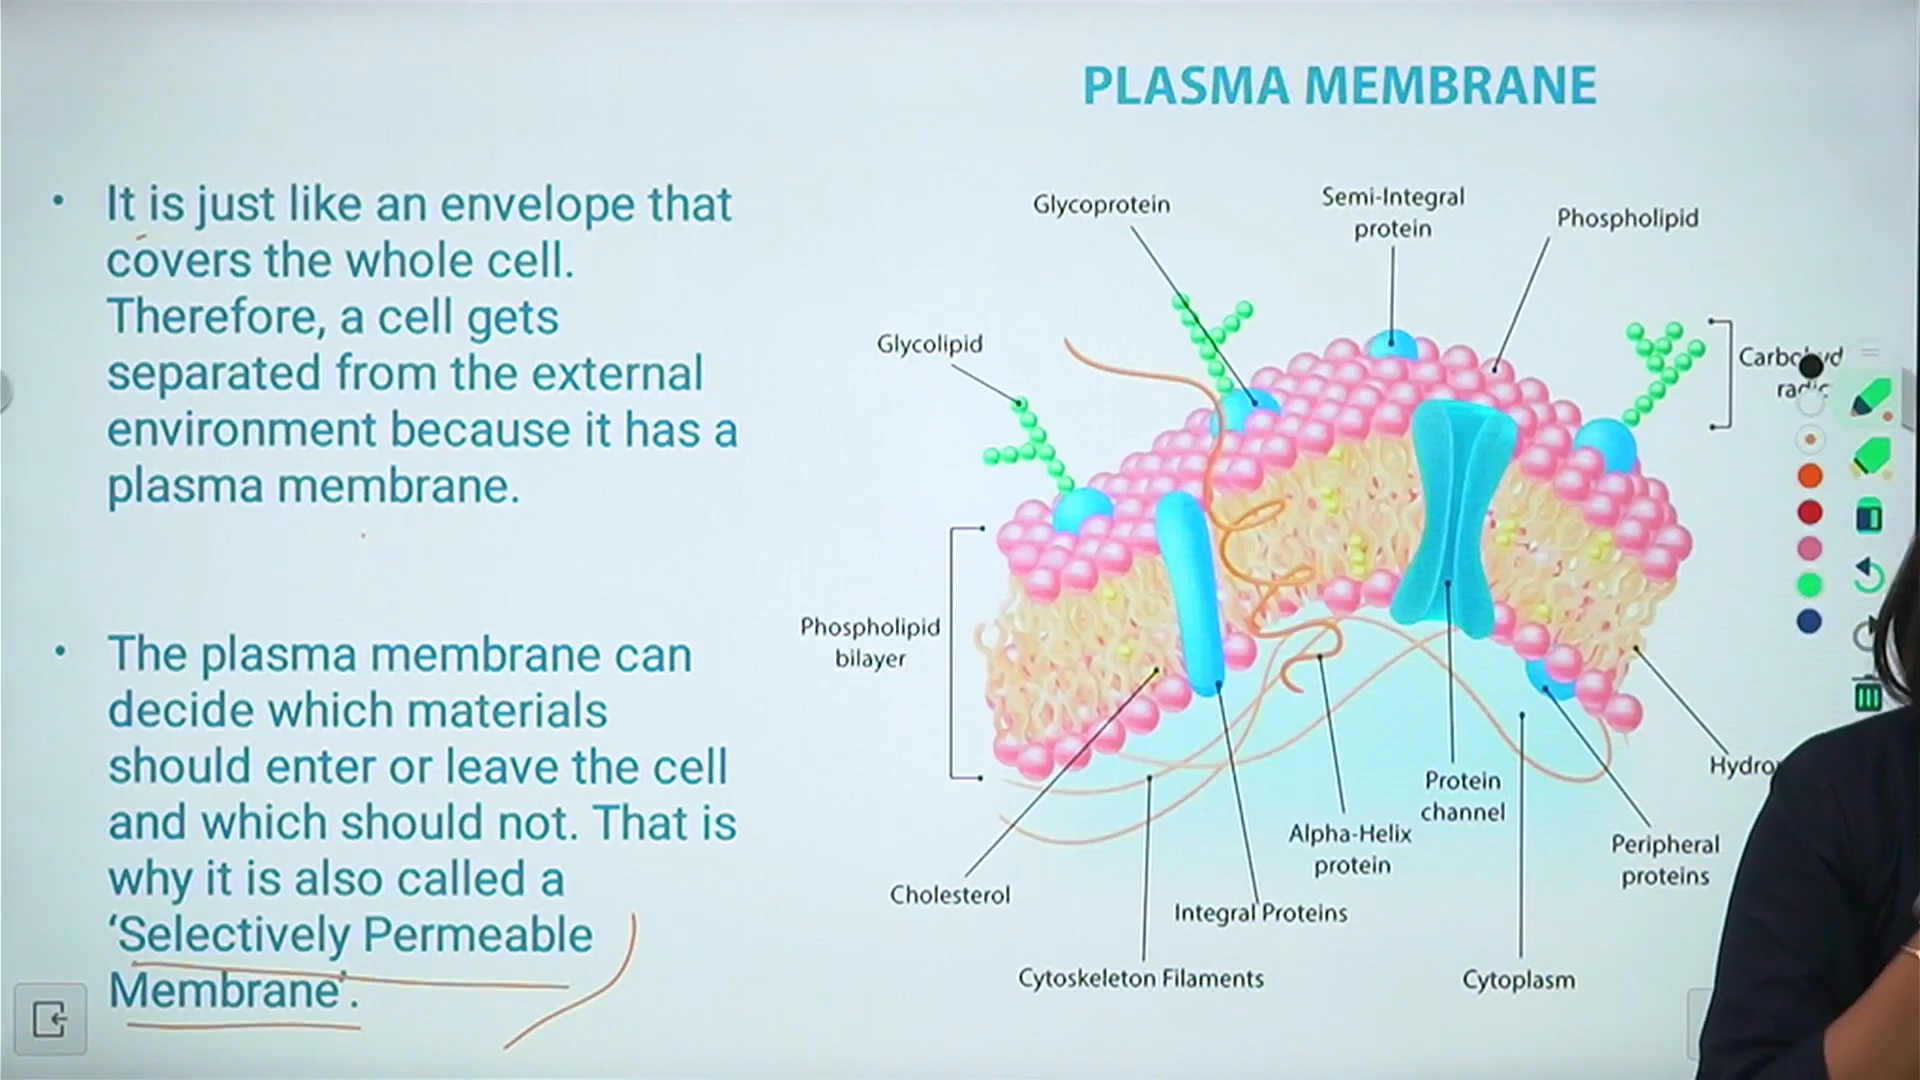 PLASMA MEMBRANE
• It is just like an envelope that
covers the whole cell.
Therefore, a cell gets
separated from the external
environment because it has a
plasma membrane.
• The plasma membrane can
decide which materials
should enter or leave the cell
and which should not. That is
why it is also called a
‘Selectively Permeable
Membrane’.
Glycoprotein
Semi-Integral
protein
Phospholipid
Glycolipid
Phospholipid
bilayer
Protein
channel
Alpha-Helix
protein
Peripheral
proteins
Cholesterol
Integral Proteins
Cytoskeleton Filaments
Cytoplasm